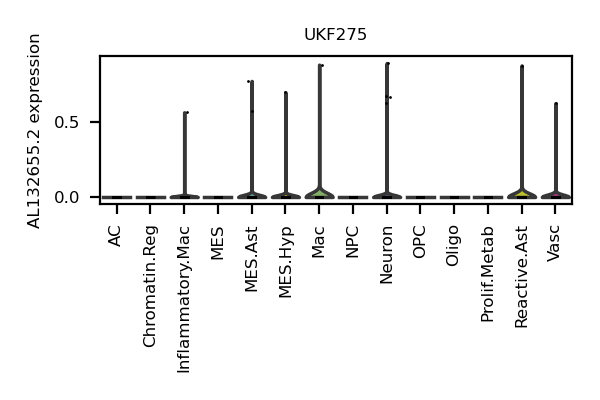 UKF275
AL132655.2 expression
0.5
0.0
AC
Chromatin.Reg
Inflammatory.Mac
MES
MES.Ast
MES.Hyp
Mac
NPC
Neuron
OPC
Oligo
Prolif.Metab
Reactive.Ast
Vasc